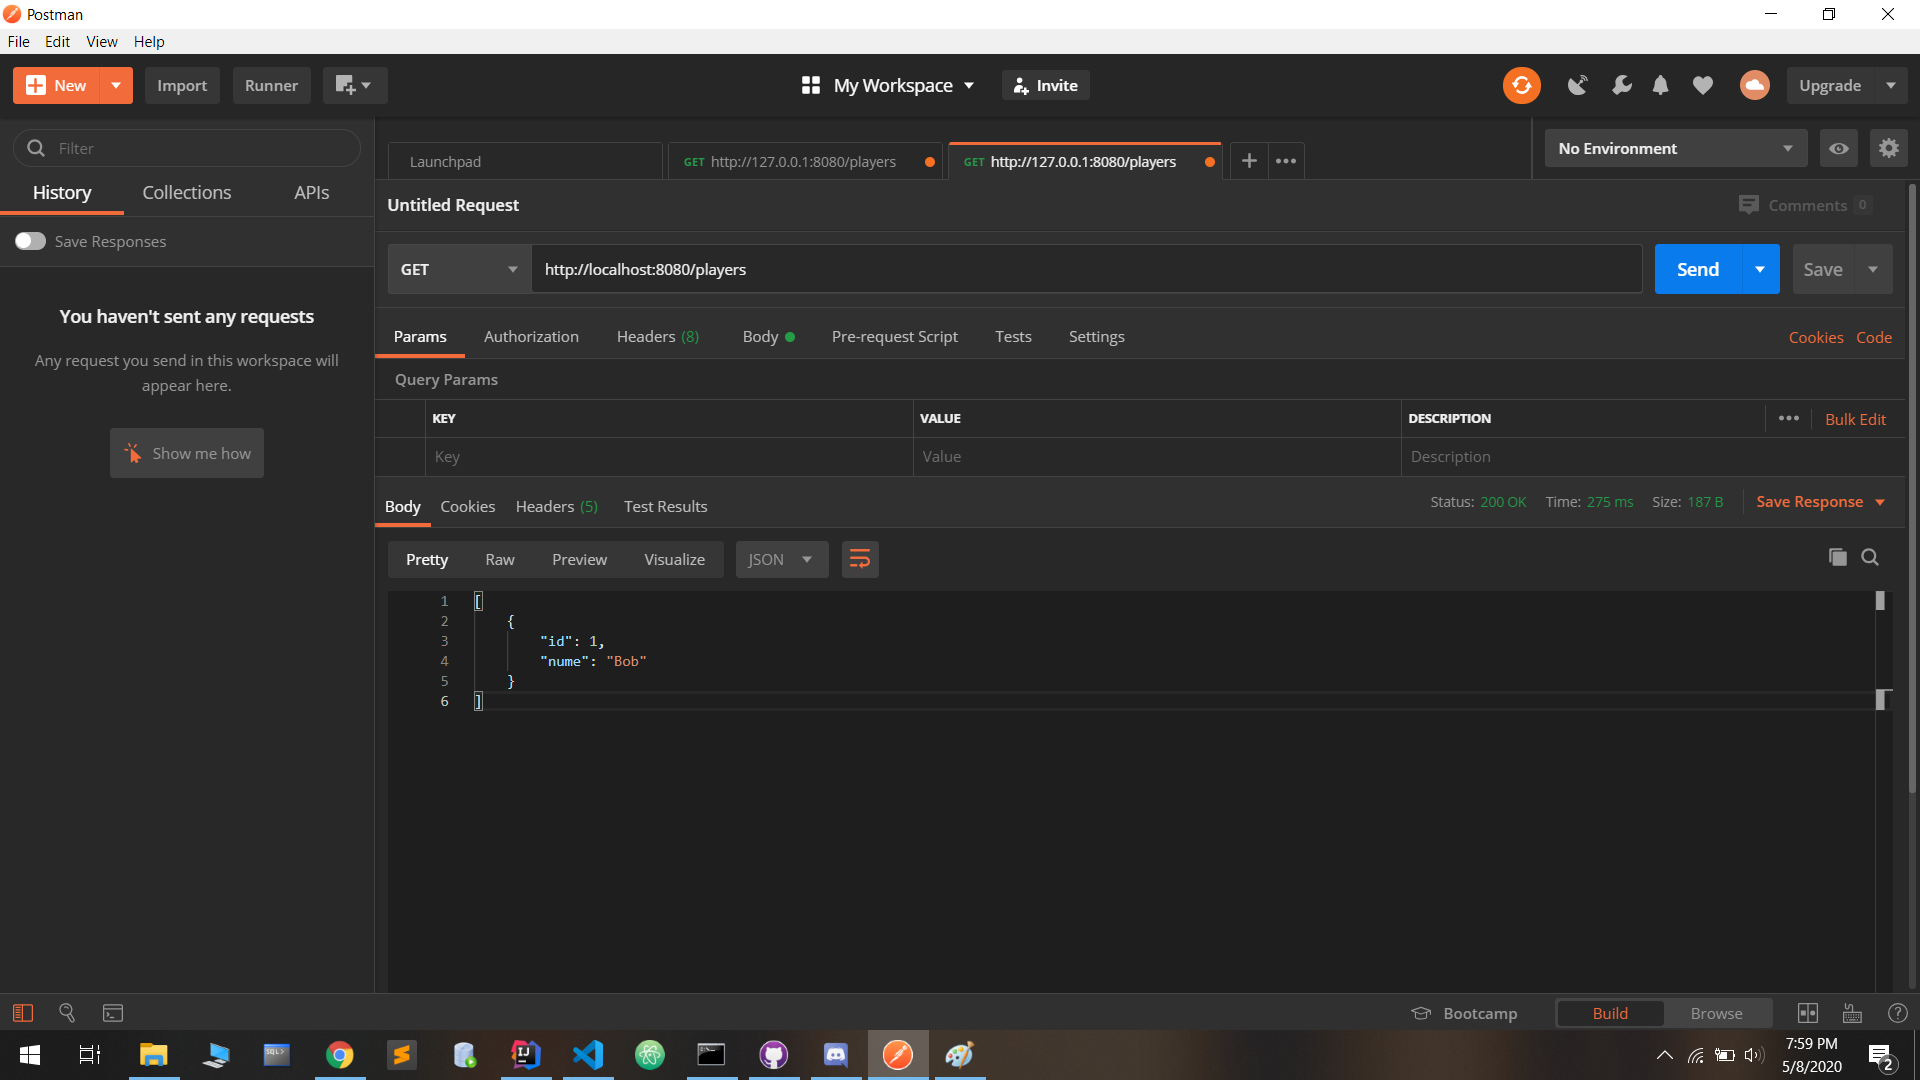 Postman
File Edit View Help
New Import Runner My Workspace Invite Upgrade
Filter
History Collections APIs
Save Responses
You haven't sent any requests
Any request you send in this workspace will
appear here.
Show me how
Launchpad GET http://127.0.0.1:8080/players GET http://127.0.0.1:8080/players
No Environment
Untitled Request Comments 0
GET http://localhost:8080/players Send Save
Params Authorization Headers (8) Body Pre-request Script Tests Settings Cookies Code
Query Params
KEY VALUE DESCRIPTION Bulk Edit
Key Value Description
Body Cookies Headers (5) Test Results Status: 200 OK Time: 275 ms Size: 187 B Save Response
Pretty Raw Preview Visualize JSON
1 [
2 {
3 "id": 1,
4 "nume": "Bob"
5 }
6 ]
Bootcamp Build Browse
SQL>
7:59 PM
5/8/2020
2